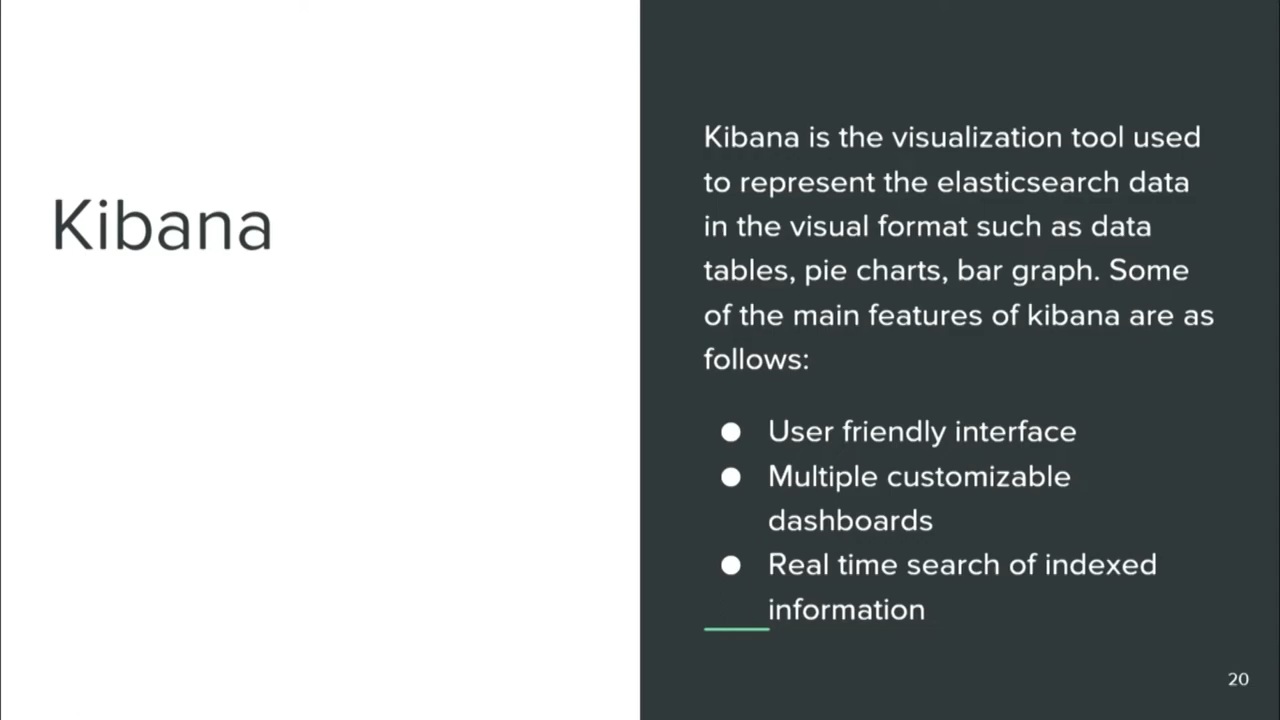 Kibana
Kibana is the visualization tool used
to represent the elasticsearch data
in the visual format such as data
tables, pie charts, bar graph. Some
of the main features of kibana are as
follows:
● User friendly interface
● Multiple customizable
dashboards
● Real time search of indexed
information
20